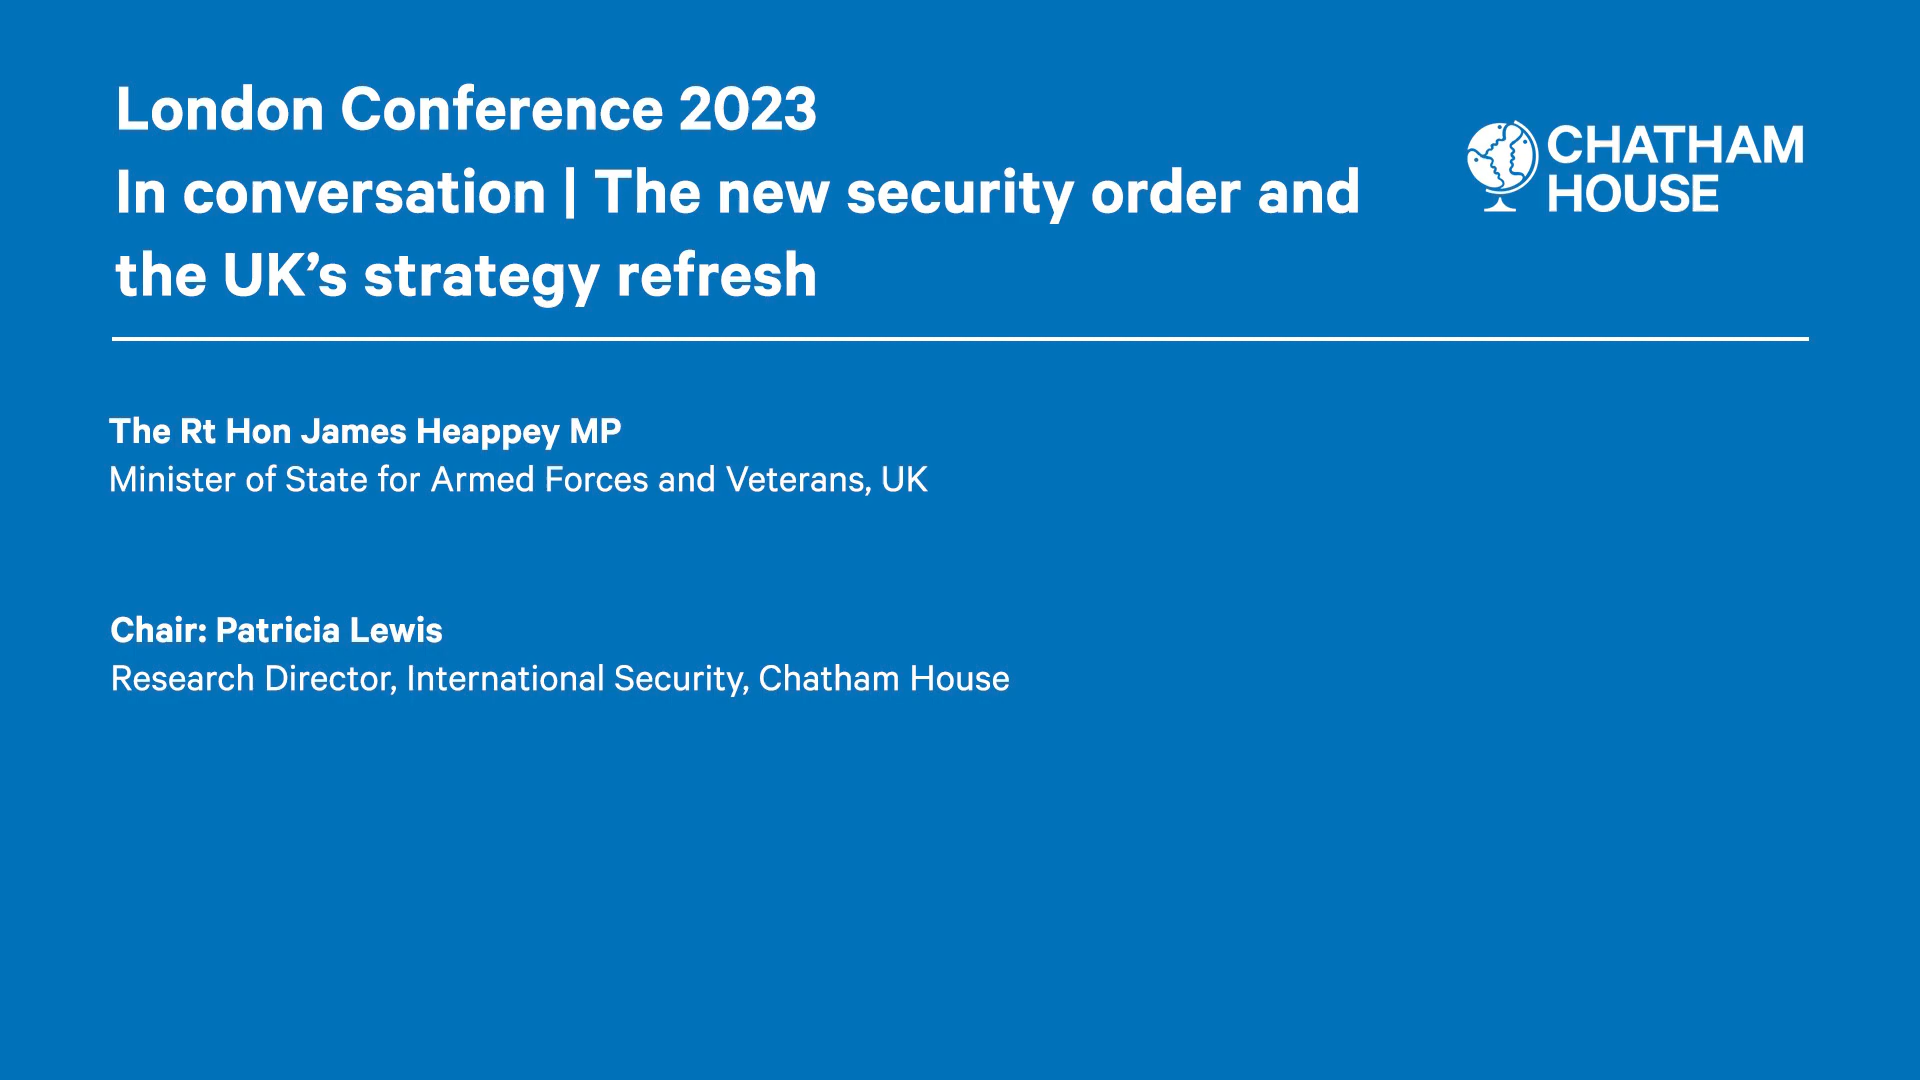 London Conference 2023
In conversation | The new security order and
the UK’s strategy refresh
CHATHAM
HOUSE
The Rt Hon James Heappey MP
Minister of State for Armed Forces and Veterans, UK
Chair: Patricia Lewis
Research Director, International Security, Chatham House